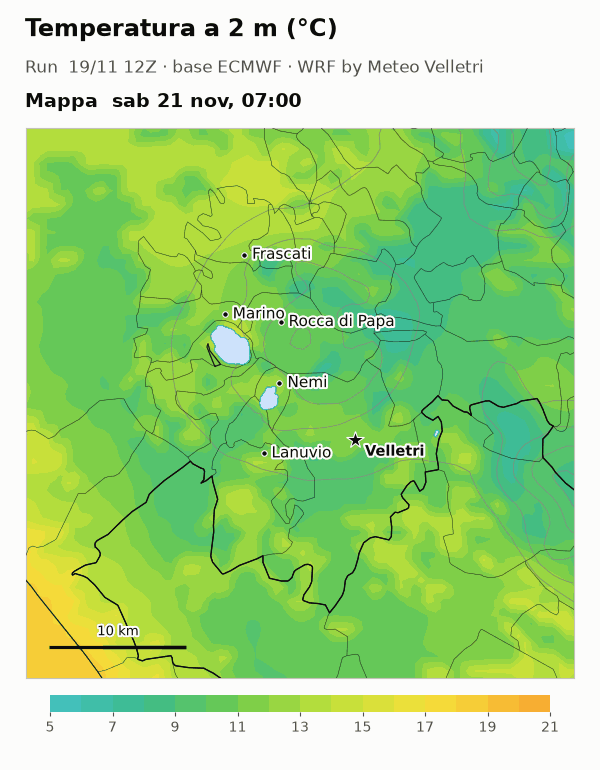 Temperatura a 2 m (°C)
Run  19/11 12Z · base ECMWF · WRF by Meteo Velletri
Mappa  sab 21 nov, 07:00
Frascati
Marino
Rocca di Papa
Nemi
Velletri
Lanuvio
10 km
5 7 9 11 13 15 17 19 21